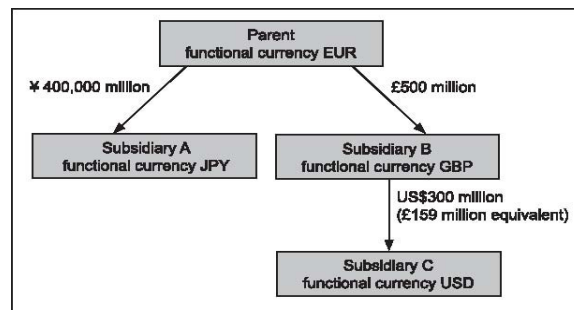 Parent
functional currency EUR
¥ 400,000 million
£500 million
Subsidiary A
functional currency JPY
Subsidiary B
functional currency GBP
US$300 million
(£159 million equivalent)
Subsidiary C
functional currency USD